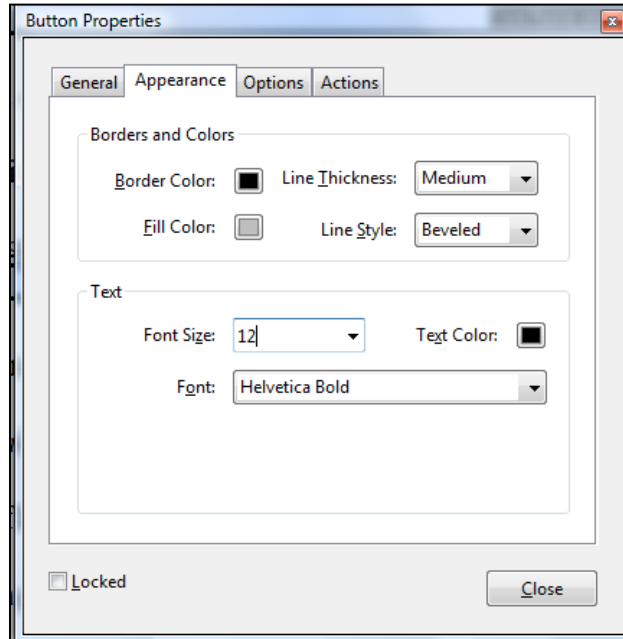 Button Properties
General Appearance Options Actions
Borders and Colors
Border Color: Line Thickness: Medium
Fill Color: Line Style: Beveled
Text
Font Size: 12 Text Color:
Font: Helvetica Bold
Locked
Close